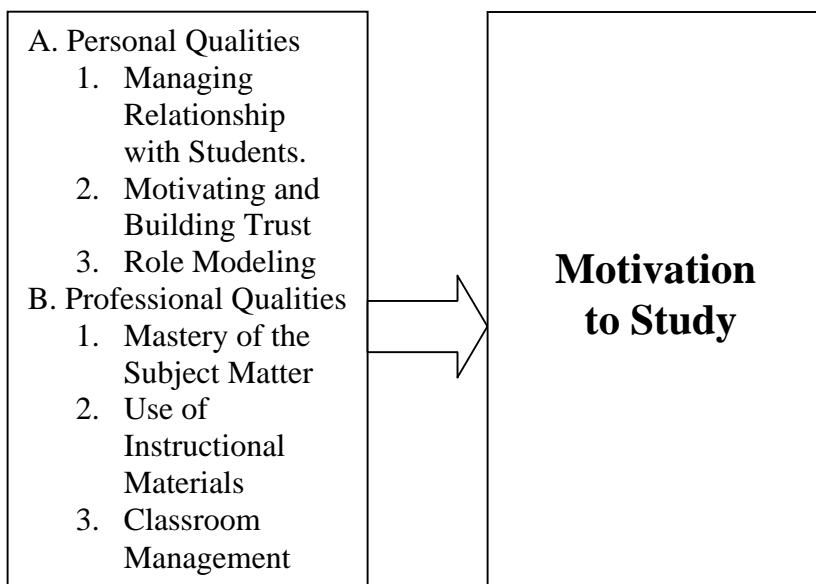 A. Personal Qualities
1. Managing
Relationship
with Students.
2. Motivating and
Building Trust
3. Role Modeling
B. Professional Qualities
1. Mastery of the
Subject Matter
2. Use of
Instructional
Materials
3. Classroom
Management
Motivation
to Study